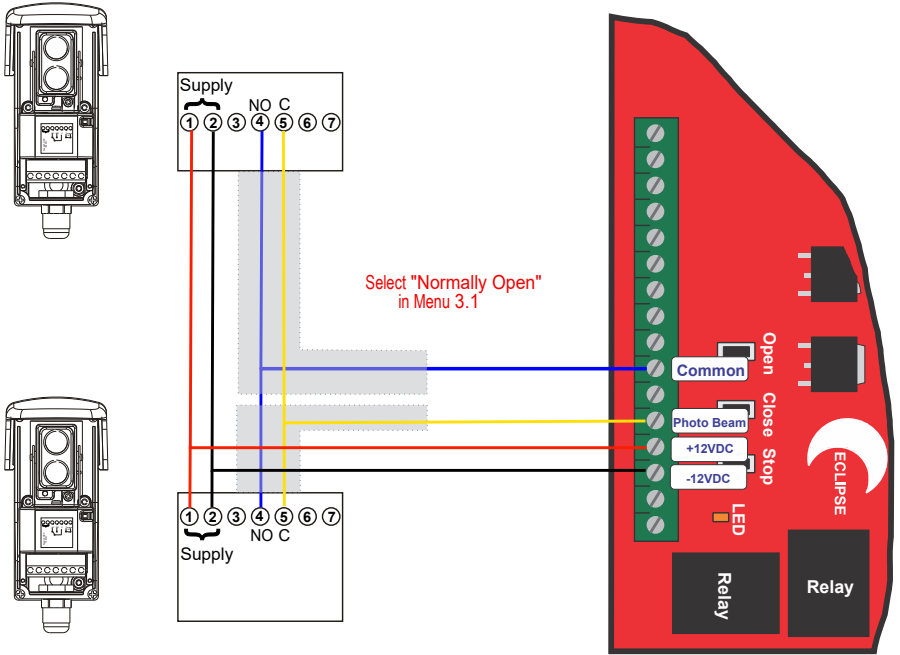 Supply
NO C
1 2 3 4 5 6 7
Select "Normally Open"
in Menu 3.1
1 2 3 4 5 6 7
NO C
Supply
Open
Common
Close
Photo Beam
+12VDC
Stop
-12VDC
ECLIPSE
LED
Relay
Relay